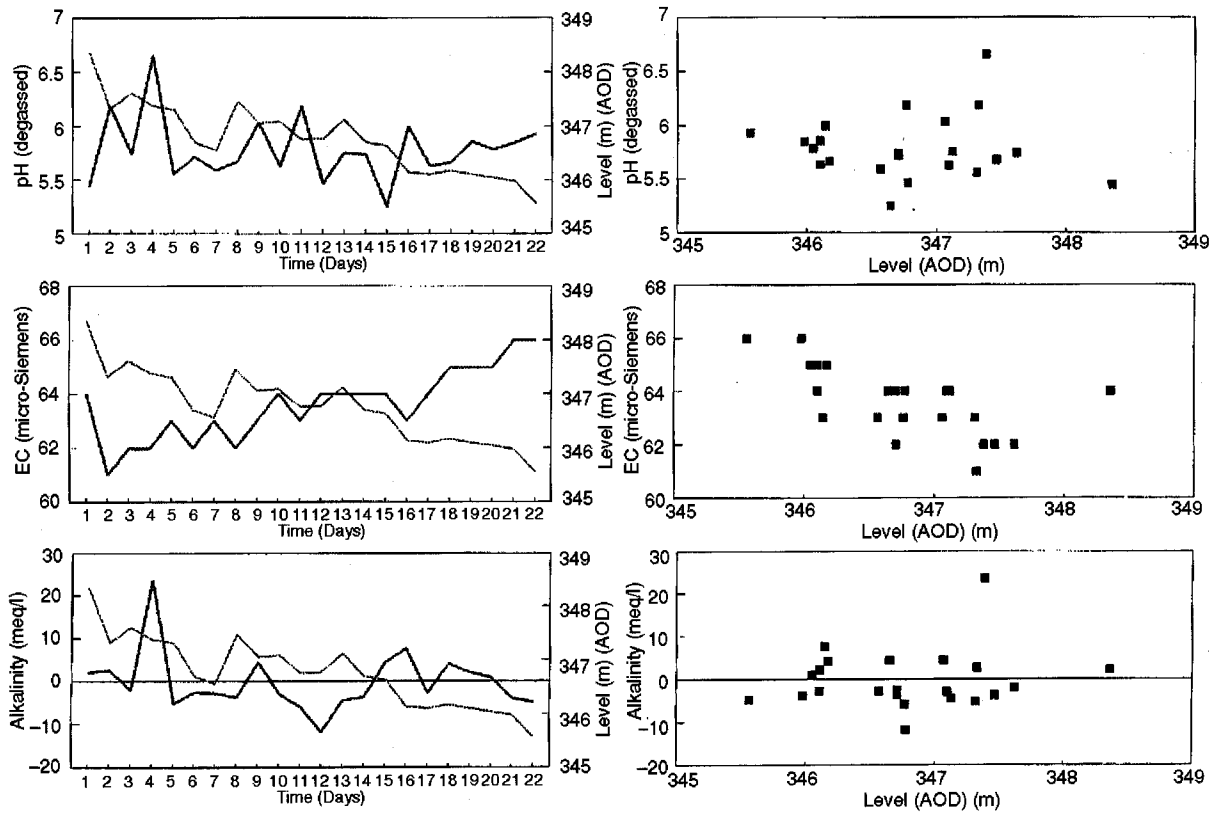 7
6.5
6
5.5
5
pH (degassed)
349
348
347
346
345
Level (m) (AOD)
1 2 3 4 5 6 7 8 9 10 11 12 13 14 15 16 17 18 19 20 21 22
Time (Days)
7
6.5
6
5.5
5
pH (degassed)
345 346 347 348 349
Level (AOD) (m)
68
66
64
62
60
EC (micro-Siemens)
349
348
347
346
345
Level (m) (AOD)
1 2 3 4 5 6 7 8 9 10 11 12 13 14 15 16 17 18 19 20 21 22
Time (Days)
68
66
64
62
60
EC (micro-Siemens)
345 346 347 348 349
Level (AOD) (m)
30
20
10
0
−10
−20
Alkalinity (meq/l)
349
348
347
346
345
Level (m) (AOD)
1 2 3 4 5 6 7 8 9 10 11 12 13 14 15 16 17 18 19 20 21 22
Time (Days)
30
20
10
0
−10
−20
Alkalinity (meq/l)
345 346 347 348 349
Level (AOD) (m)